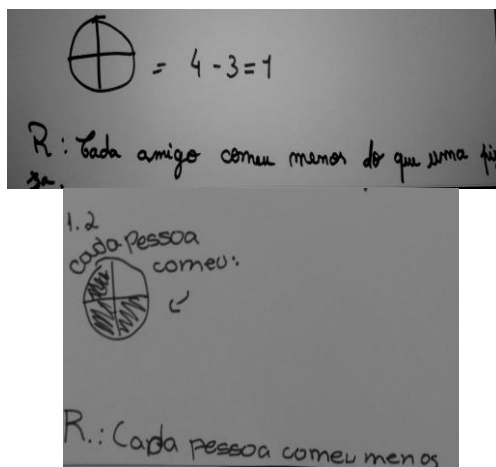 = 4 - 3 = 1
R: Cada amigo comeu menos do que uma piz
za.
1.2
cada pessoa
comeu:
R.: Cada pessoa comeu menos